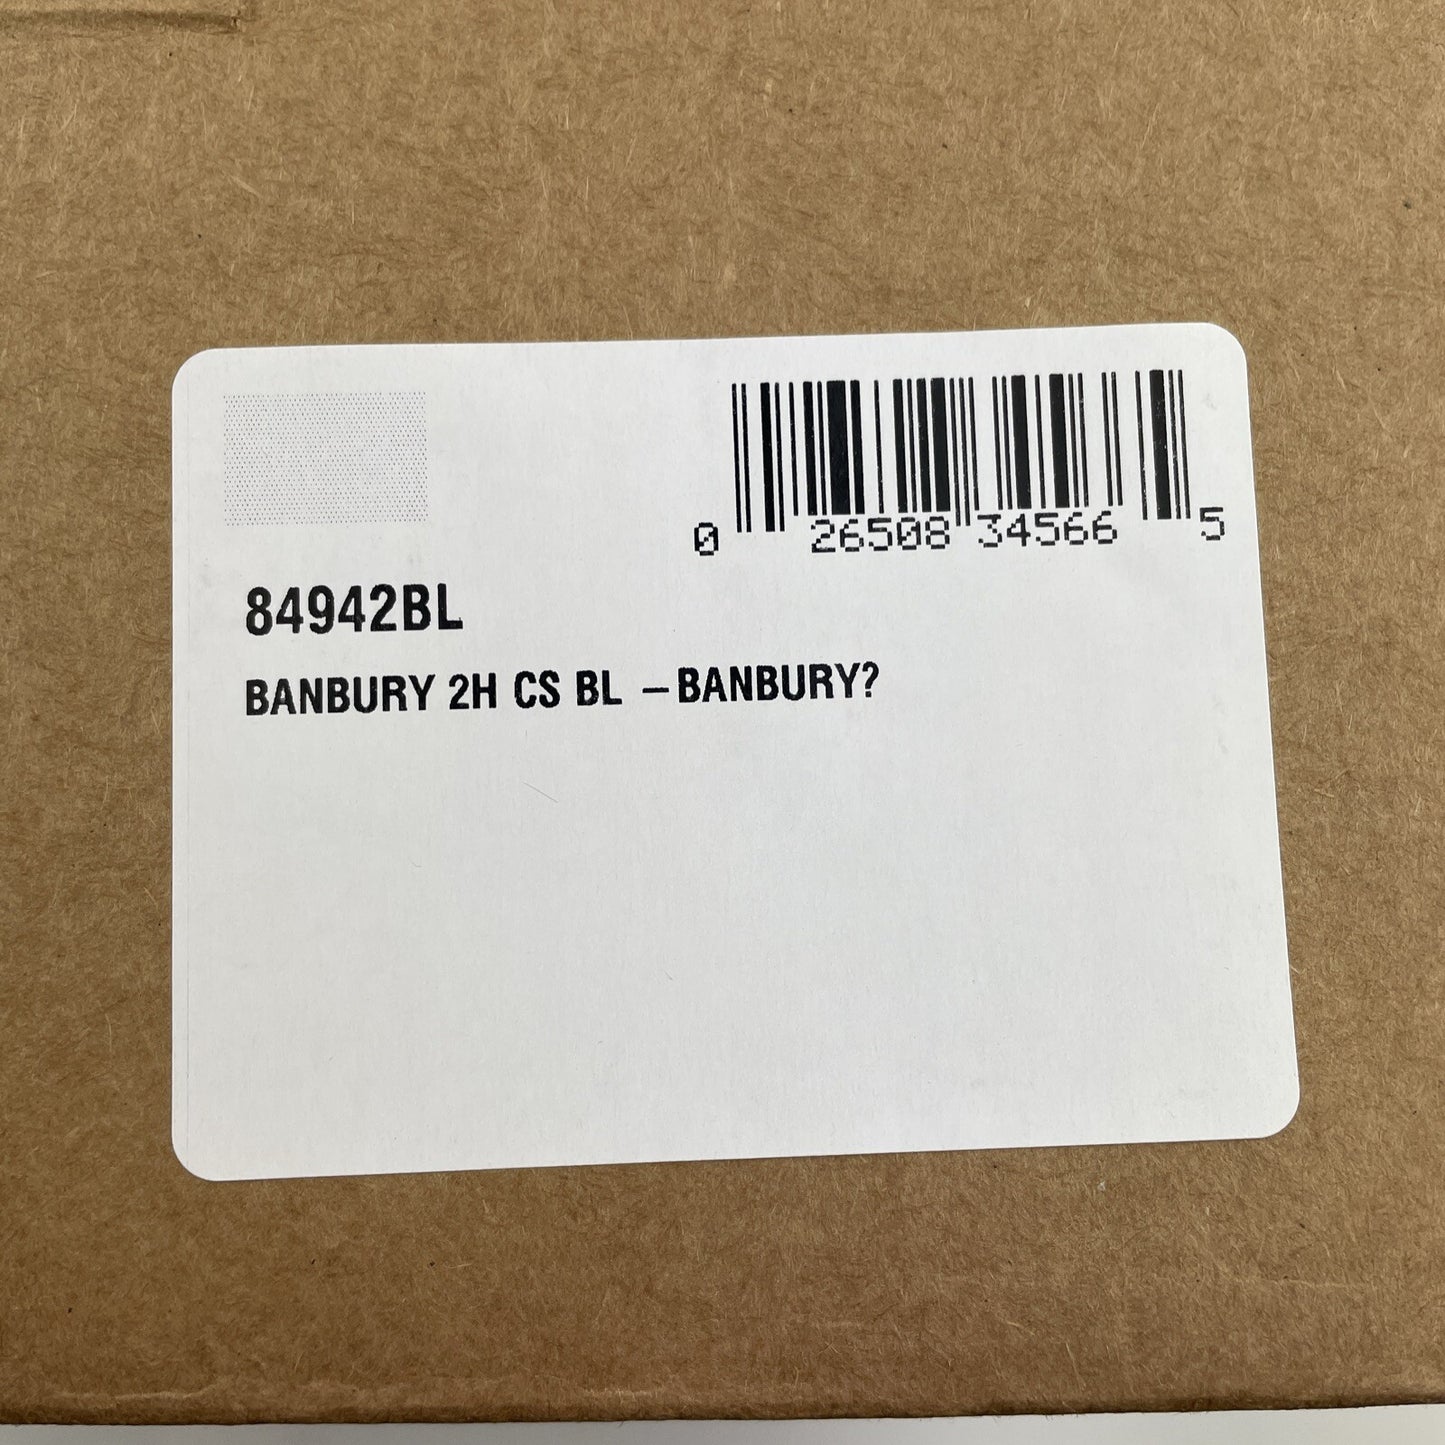 0 26508 34566 5
84942BL
BANBURY 2H CS BL – BANBURY?